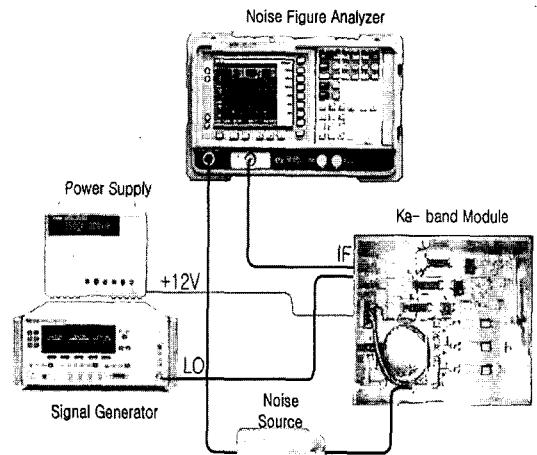 Noise Figure Analyzer
Power Supply
Ka- band Module
IF
+12V
LO
Signal Generator
Noise
Source